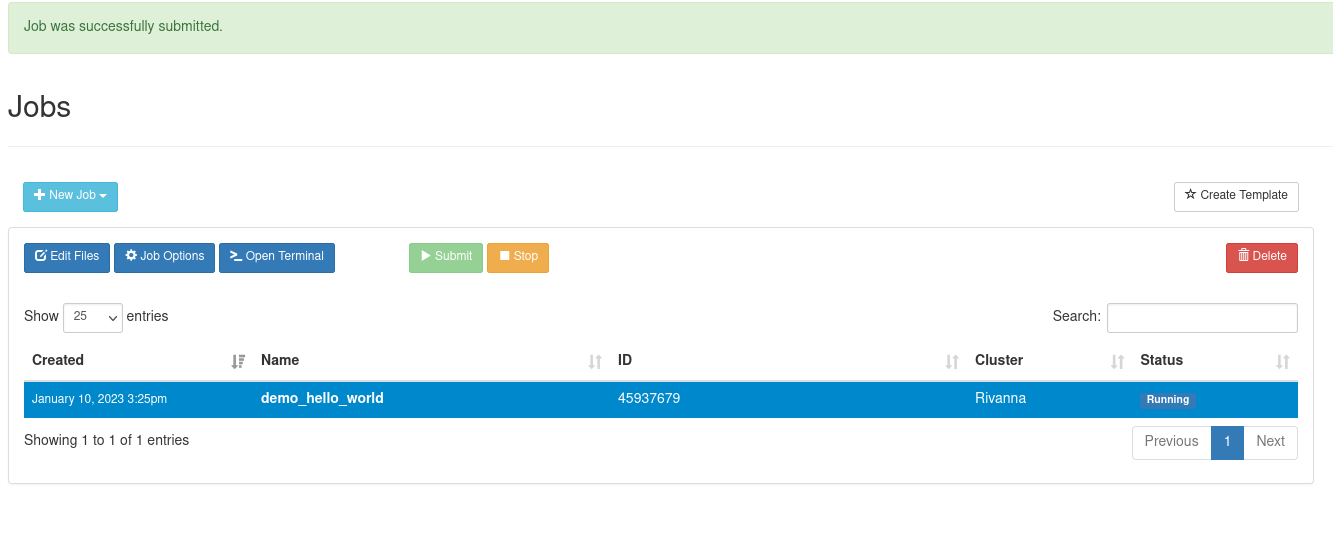 Job was successfully submitted.
Jobs
New Job
Create Template
Edit Files Job Options Open Terminal Submit Stop Delete
Show 25 entries Search:
Created Name ID Cluster Status
January 10, 2023 3:25pm demo_hello_world 45937679 Rivanna Running
Showing 1 to 1 of 1 entries Previous 1 Next